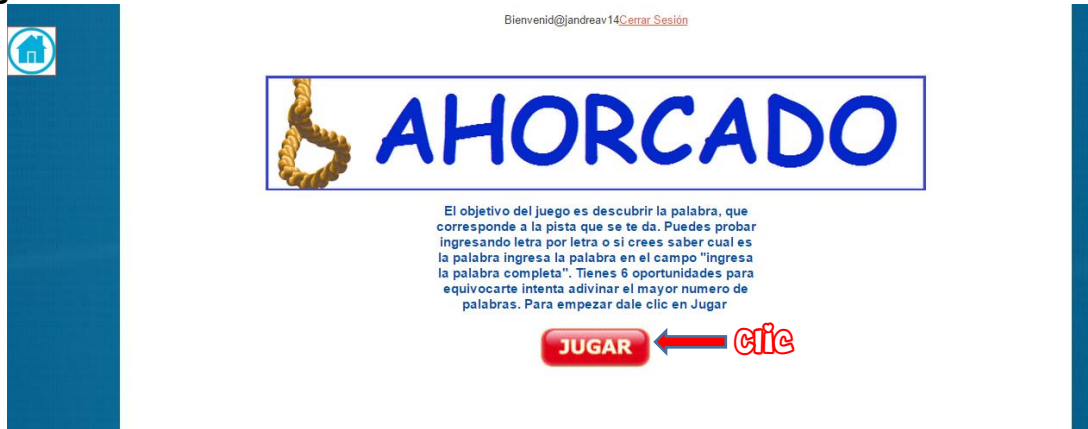 Bienvenid@jandreav14Cerrar Sesión
AHORCADO
El objetivo del juego es descubrir la palabra, que
corresponde a la pista que se te da. Puedes probar
ingresando letra por letra o si crees saber cual es
la palabra ingresa la palabra en el campo "ingresa
la palabra completa". Tienes 6 oportunidades para
equivocarte intenta adivinar el mayor numero de
palabras. Para empezar dale clic en Jugar
JUGAR clic